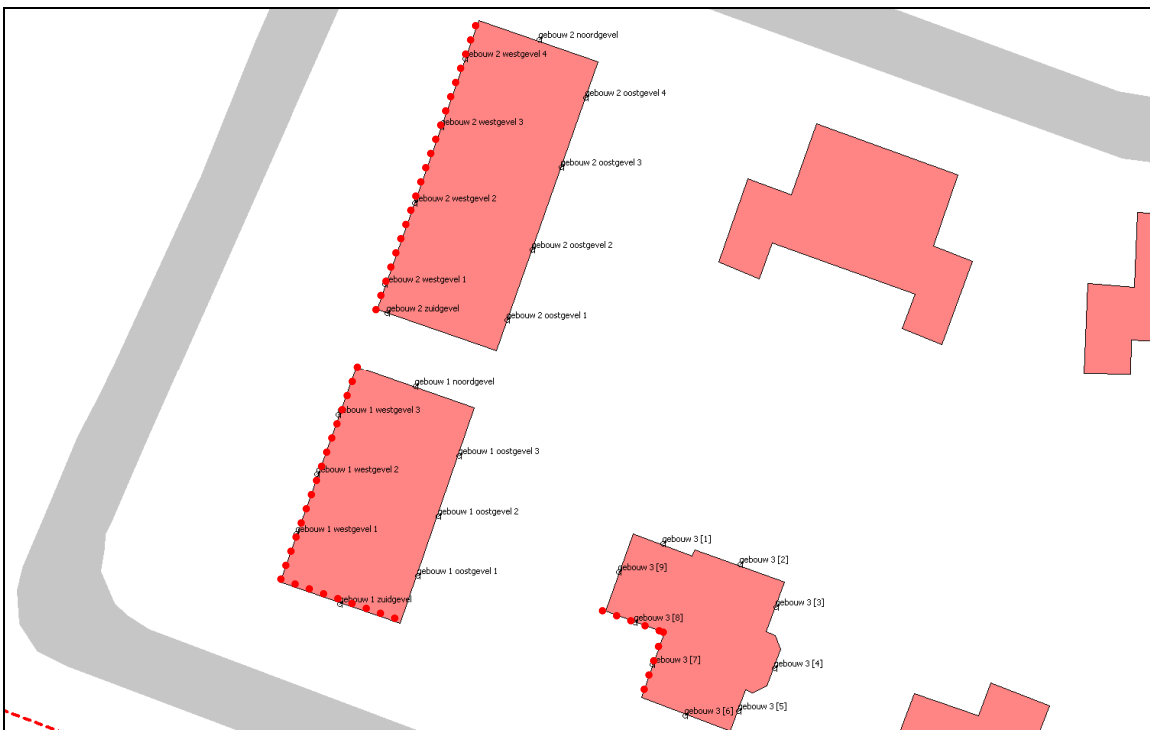 gebouw 2 noordgevel
gebouw 2 westgevel 4
gebouw 2 oostgevel 4
gebouw 2 westgevel 3
gebouw 2 oostgevel 3
gebouw 2 westgevel 2
gebouw 2 oostgevel 2
gebouw 2 westgevel 1
gebouw 2 zuidgevel
gebouw 2 oostgevel 1
gebouw 1 noordgevel
gebouw 1 westgevel 3
gebouw 1 oostgevel 3
gebouw 1 westgevel 2
gebouw 1 oostgevel 2
gebouw 1 westgevel 1
gebouw 3 [1]
gebouw 3 [2]
gebouw 3 [9]
gebouw 1 oostgevel 1
gebouw 1 zuidgevel
gebouw 3 [3]
gebouw 3 [8]
gebouw 3 [7]
gebouw 3 [4]
gebouw 3 [5]
gebouw 3 [6]